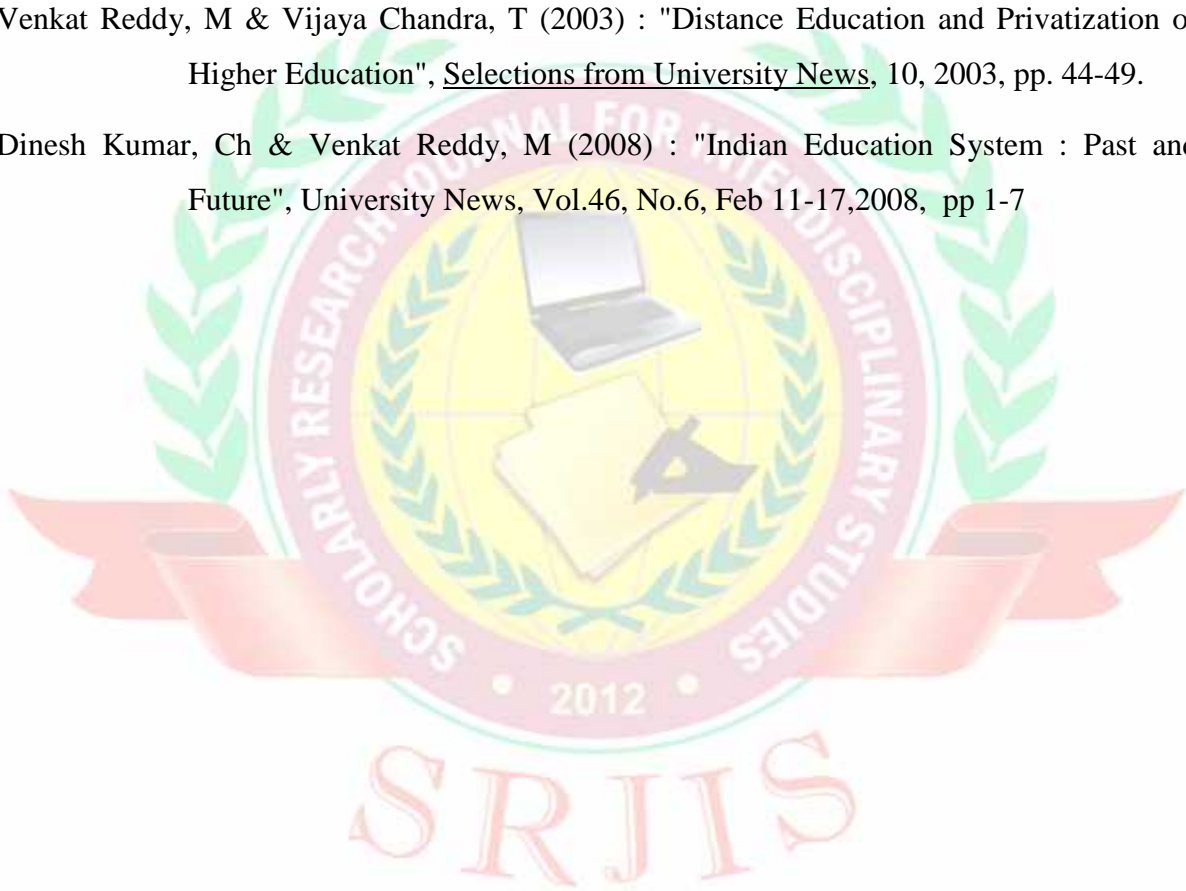 Venkat Reddy, M & Vijaya Chandra, T (2003) : "Distance Education and Privatization o
Higher Education", Selections from University News, 10, 2003, pp. 44-49.
Dinesh Kumar, Ch & Venkat Reddy, M (2008) : "Indian Education System : Past and
Future", University News, Vol.46, No.6, Feb 11-17,2008, pp 1-7
SCHOLARLY RESEARCH JOURNAL FOR INTERDISCIPLINARY STUDIES
• 2012 •
SRJIS